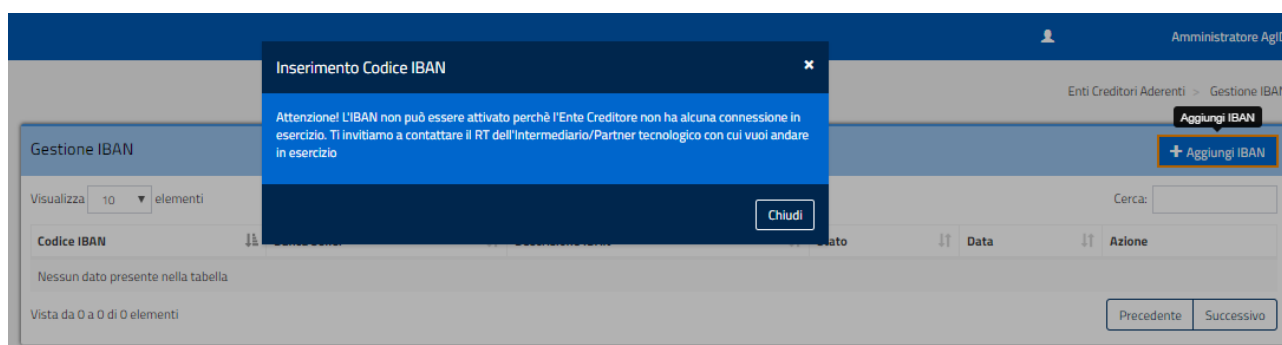 Amministratore AgID
Inserimento Codice IBAN
Enti Creditori Aderenti > Gestione IBAN
Attenzione! L'IBAN non può essere attivato perchè l'Ente Creditore non ha alcuna connessione in
esercizio. Ti invitiamo a contattare il RT dell'Intermediario/Partner tecnologico con cui vuoi andare
in esercizio
Aggiungi IBAN
Gestione IBAN
+ Aggiungi IBAN
Visualizza 10 elementi
Cerca:
Chiudi
Codice IBAN Stato Data Azione
Nessun dato presente nella tabella
Vista da 0 a 0 di 0 elementi
Precedente Successivo